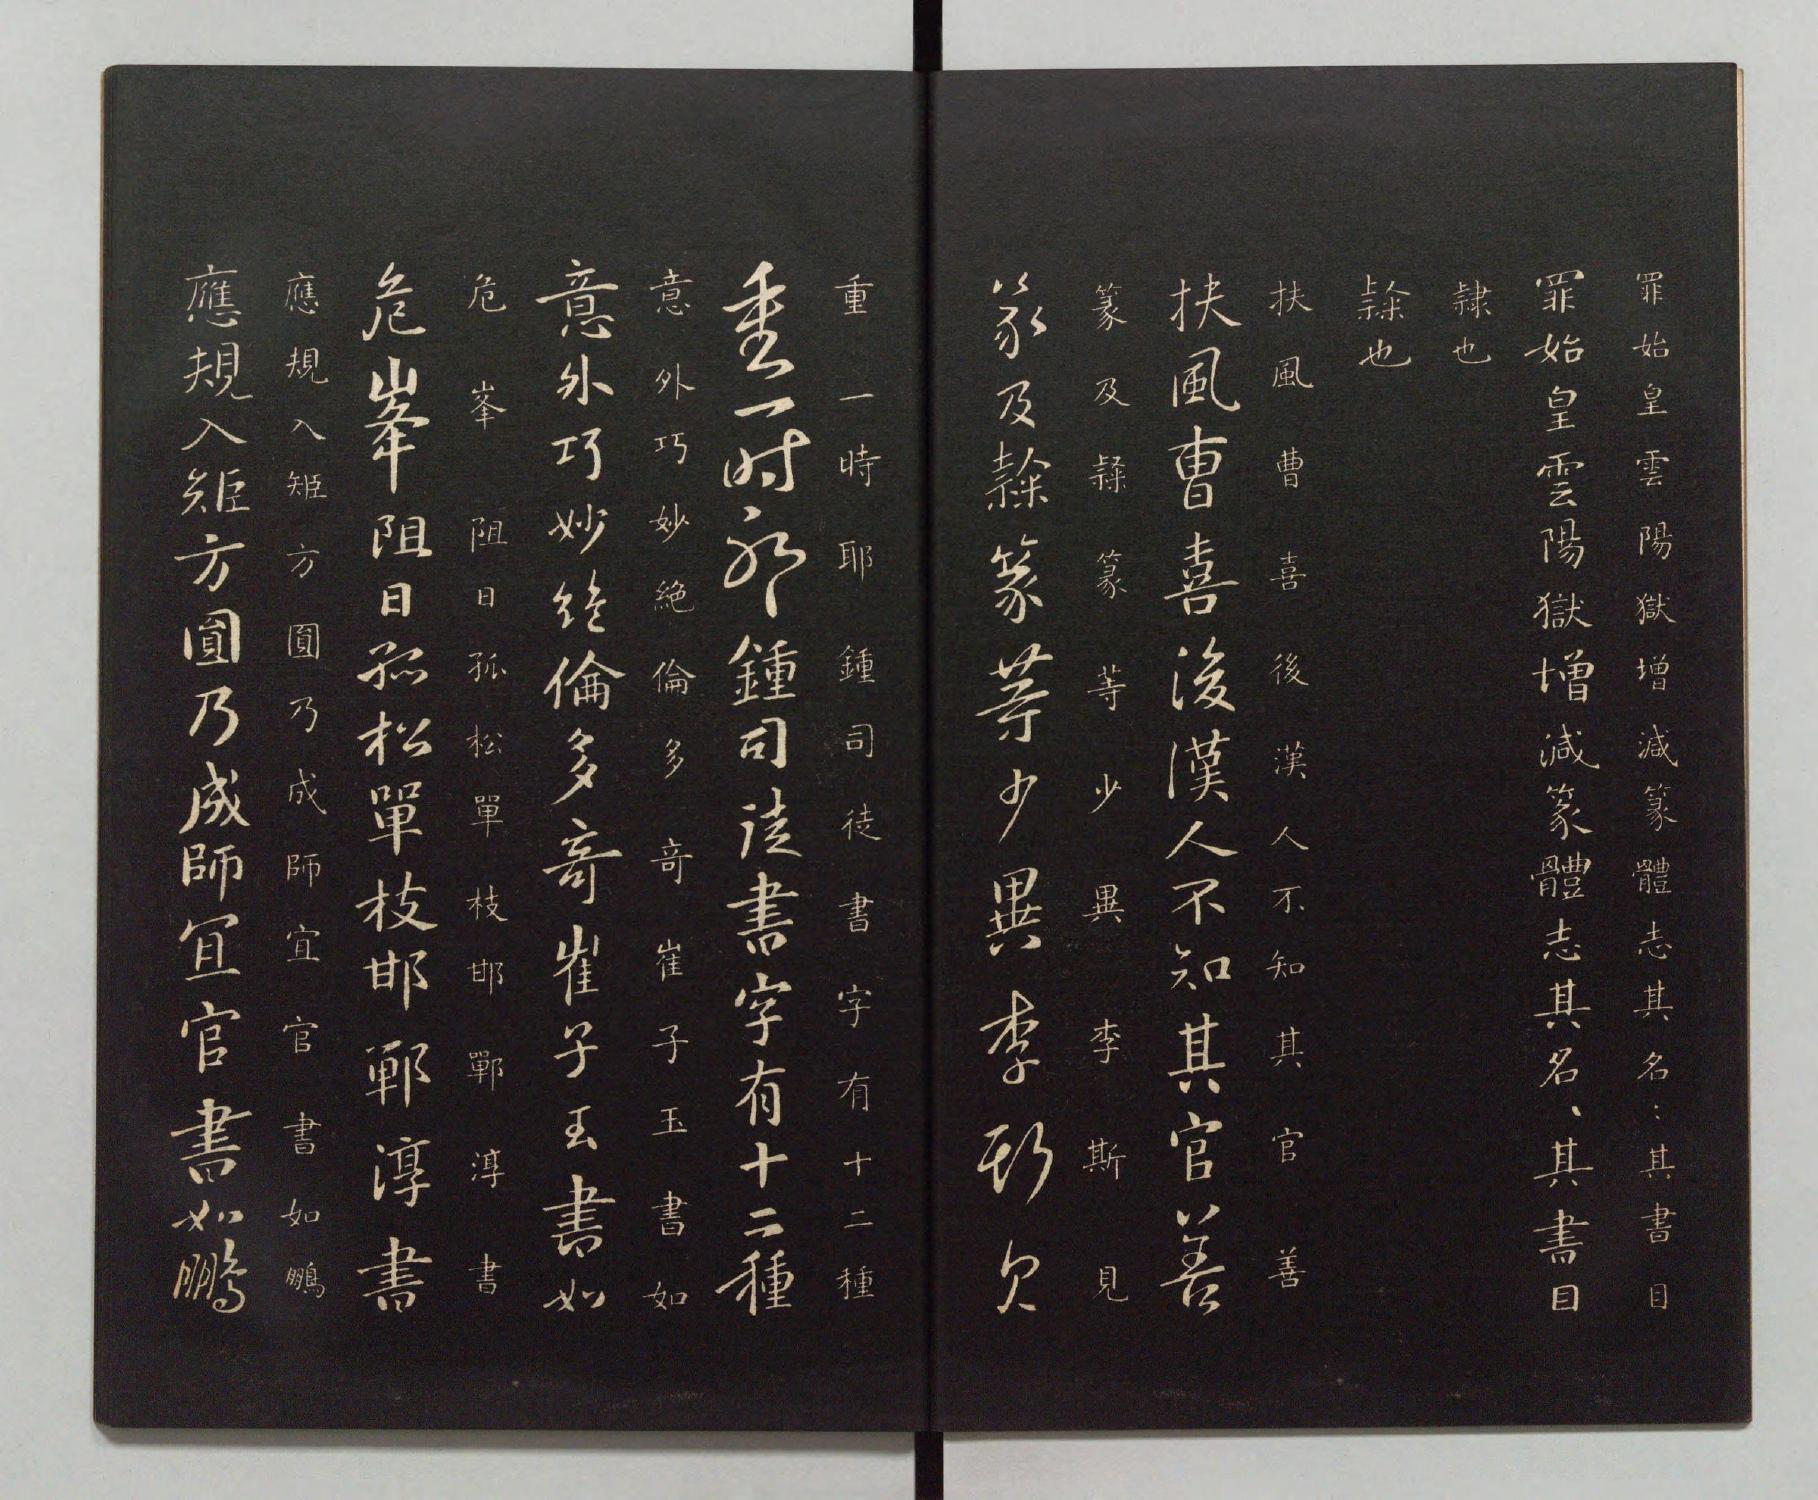 罪始皇雲陽獄增減篆體志其名：其書目
罪始皇雲陽獄增減篆體志其名、其書目
隸也
隸也
扶風曹喜後漢人不知其官善
扶風曹喜後漢人不知其官善
篆及隸篆等少異李斯見
篆及隸篆等少異李斯見
重一時耶鍾司徒書字有十二種
重一时耶鍾司徒書字有十二種
意外巧妙絕倫多奇崔子玉書如
意外巧妙絕倫多奇崔子玉書如
危峯阻日孤松單枝邯鄲淳書
危峯阻日孤松單枝邯鄲淳書
應規入矩方圓乃成師宜官書如鵬
應規入矩方圓乃成師宜官書如鵬